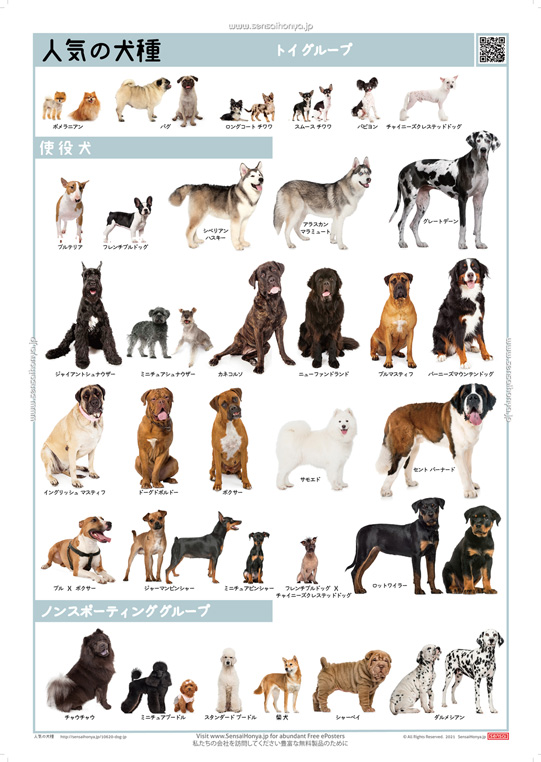 www.sensaihonya.jp
人気の犬種
トイ グループ
ポメラニアン
パグ
ロングコート チワワ
スムース チワワ
パピヨン
チャイニーズクレステッドドッグ
使役犬
ブルテリア
フレンチブルドッグ
シベリアン
ハスキー
アラスカン
マラミュート
グレートデーン
ジャイアントシュナウザー
ミニチュアシュナウザー
カネコルソ
ニューファンドランド
ブルマスティフ
バーニーズマウンテンドッグ
www.sensaihonya.jp
www.sensaihonya.jp
イングリッシュ マスティフ
ドーグドボルドー
ボクサー
サモエド
セント バーナード
ブル X ボクサー
ジャーマンピンシャー
ミニチュアピンシャー
フレンチブルドッグ X
チャイニーズクレステッドドッグ
ロットワイラー
ノンスポーティンググループ
チャウチャウ
ミニチュアプードル
スタンダード プードル
柴犬
シャーペイ
ダルメシアン
人気の犬種 http://sensaihonya.jp/10620-dog-jp
Visit www.SensaiHonya.jp for abundant Free ePosters
私たちの会社を訪問してください豊富な無料製品のために
© All Rights Reserved. 2021 SensaiHonya.jp